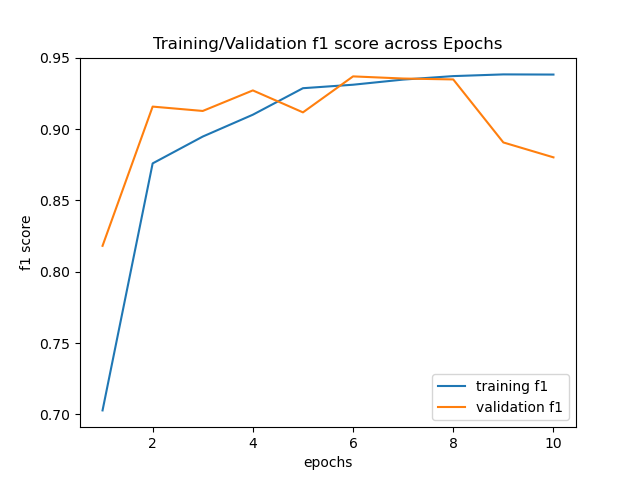 Training/Validation f1 score across Epochs
0.95
0.90
0.85
0.80
0.75
0.70
f1 score
2
4
6
8
10
epochs
training f1
validation f1